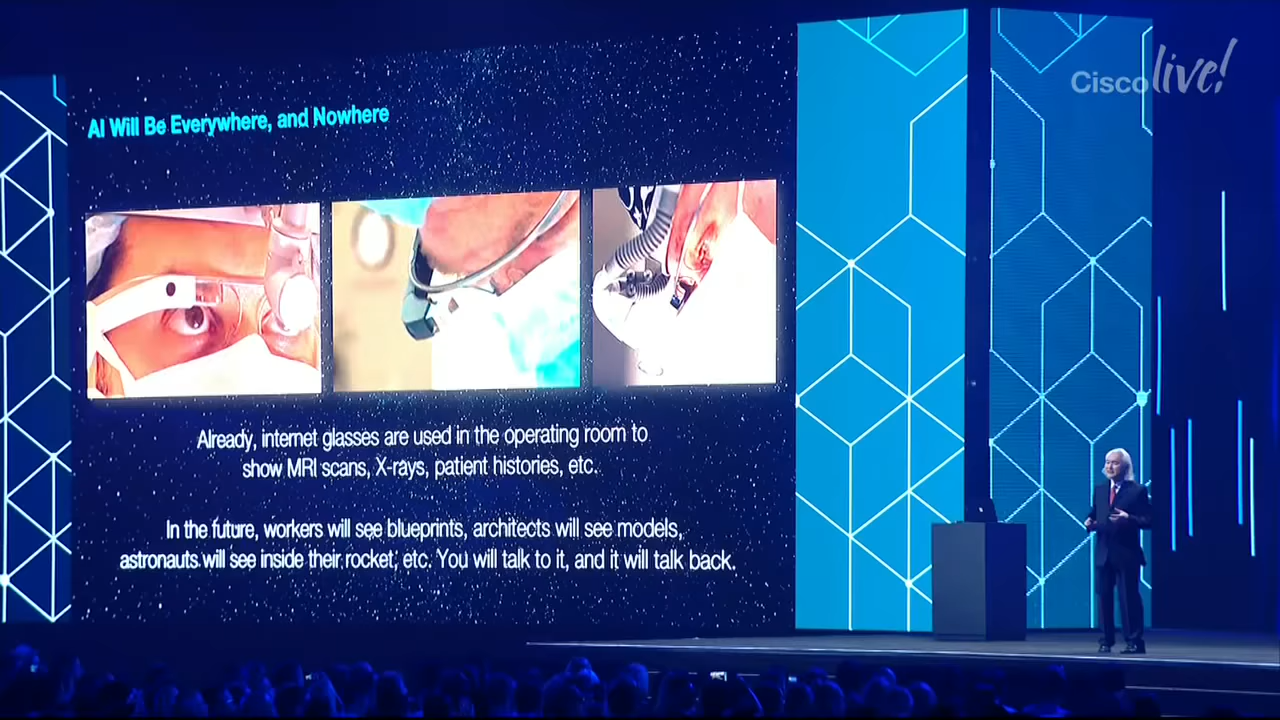 AI Will Be Everywhere, and Nowhere
Cisco live!
Already, internet glasses are used in the operating room to
show MRI scans, X-rays, patient histories, etc.
In the future, workers will see blueprints, architects will see models,
astronauts will see inside their rocket, etc. You will talk to it, and it will talk back.